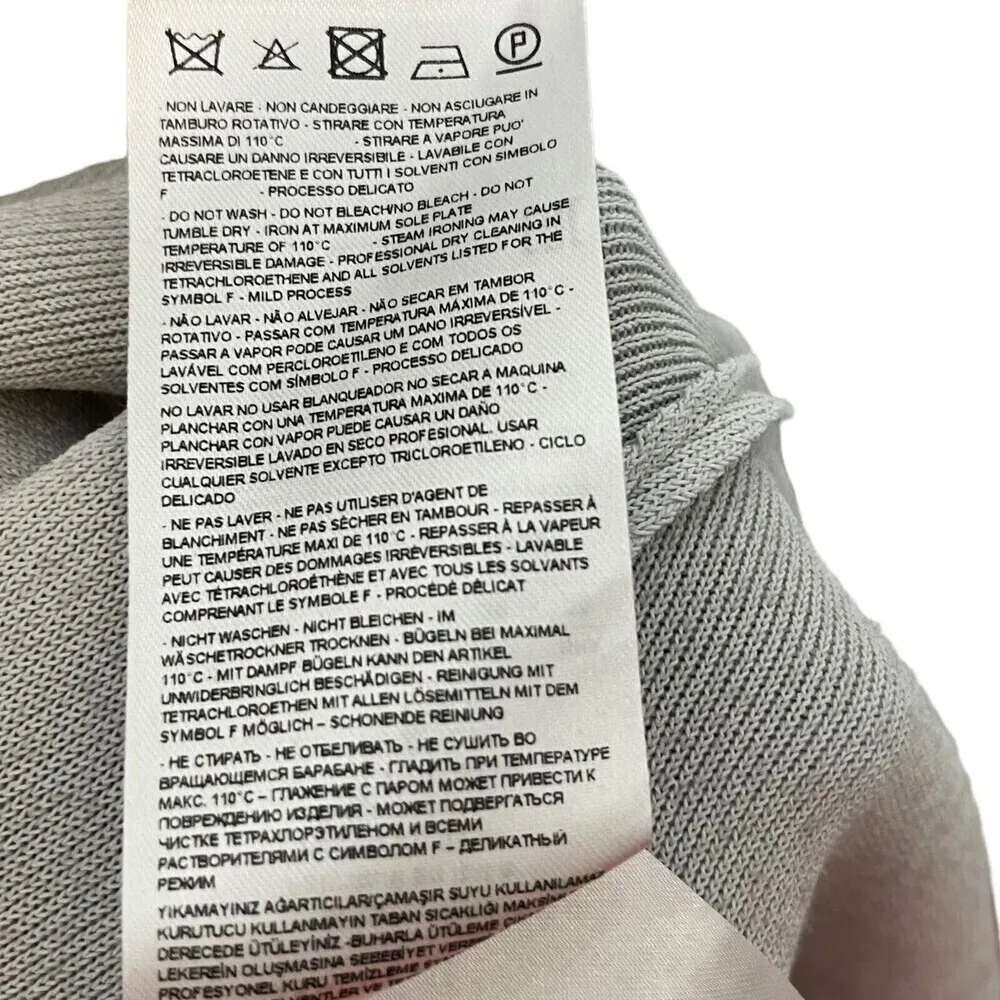 P
· NON LAVARE - NON CANDEGGIARE - NON ASCIUGARE IN
TAMBURO ROTATIVO - STIRARE CON TEMPERATURA
MASSIMA DI 110°C - STIRARE A VAPORE PUO'
CAUSARE UN DANNO IRREVERSIBILE - LAVABILE CON
TETRACLOROETENE E CON TUTTI I SOLVENTI CON SIMBOLO
F - PROCESSO DELICATO
- DO NOT WASH - DO NOT BLEACH/NO BLEACH - DO NOT
TUMBLE DRY - IRON AT MAXIMUM SOLE PLATE
TEMPERATURE OF 110°C - STEAM IRONING MAY CAUSE
IRREVERSIBLE DAMAGE - PROFESSIONAL DRY CLEANING IN
TETRACHLOROETHENE AND ALL SOLVENTS LISTED FOR THE
SYMBOL F - MILD PROCESS
- NÃO LAVAR - NÃO ALVEJAR - NÃO SECAR EM TAMBOR
ROTATIVO - PASSAR COM TEMPERATURA MÁXIMA DE 110°C -
PASSAR A VAPOR PODE CAUSAR UM DANO IRREVERSÍVEL -
LAVÁVEL COM PERCLOROETILENO E COM TODOS OS
SOLVENTES COM SÍMBOLO F - PROCESSO DELICADO
NO LAVAR NO USAR BLANQUEADOR NO SECAR A MAQUINA
PLANCHAR CON UNA TEMPERATURA MAXIMA DE 110°C -
PLANCHAR CON VAPOR PUEDE CAUSAR UN DAÑO
IRREVERSIBLE LAVADO EN SECO PROFESIONAL. USAR
CUALQUIER SOLVENTE EXCEPTO TRICLOROETILENO - CICLO
DELICADO
- NE PAS LAVER - NE PAS UTILISER D'AGENT DE
BLANCHIMENT - NE PAS SÉCHER EN TAMBOUR - REPASSER À
UNE TEMPÉRATURE MAXI DE 110°C - REPASSER À LA VAPEUR
PEUT CAUSER DES DOMMAGES IRRÉVERSIBLES - LAVABLE
AVEC TÉTRACHLOROÉTHÈNE ET AVEC TOUS LES SOLVANTS
COMPRENANT LE SYMBOLE F - PROCÉDÉ DÉLICAT
- NICHT WASCHEN - NICHT BLEICHEN - IM
WÄSCHETROCKNER TROCKNEN - BÜGELN BEI MAXIMAL
110°C - MIT DAMPF BÜGELN KANN DEN ARTIKEL
UNWIDERBRINGLICH BESCHÄDIGEN - REINIGUNG MIT
TETRACHLOROETHEN MIT ALLEN LÖSEMITTELN MIT DEM
SYMBOL F MÖGLICH – SCHONENDE REINIUNG
- НЕ СТИРАТЬ - НЕ ОТБЕЛИВАТЬ - НЕ СУШИТЬ ВО
ВРАЩАЮЩЕМСЯ БАРАБАНЕ - ГЛАДИТЬ ПРИ ТЕМПЕРАТУРЕ
МАКС. 110°С – ГЛАЖЕНИЕ С ПАРОМ МОЖЕТ ПРИВЕСТИ К
ПОВРЕЖДЕНИЮ ИЗДЕЛИЯ - МОЖЕТ ПОДВЕРГАТЬСЯ
ЧИСТКЕ ТЕТРАХЛОРЭТИЛЕНОМ И ВСЕМИ
РАСТВОРИТЕЛЯМИ С СИМВОЛОМ F – ДЕЛИКАТНЫЙ
РЕЖИМ
YIKAMAYINIZ AĞARTICILAR/ÇAMAŞIR SUYU
KURUTUCU KULLANMAYIN TABAN SICAKLIĞI
DERECEDE ÜTÜLEYİNİZ -BUHARLA ÜTÜLEME
LEKEREİN OLUŞMASINA SEBEBİYET
PROFESYONEL KURU TEMİZLEME